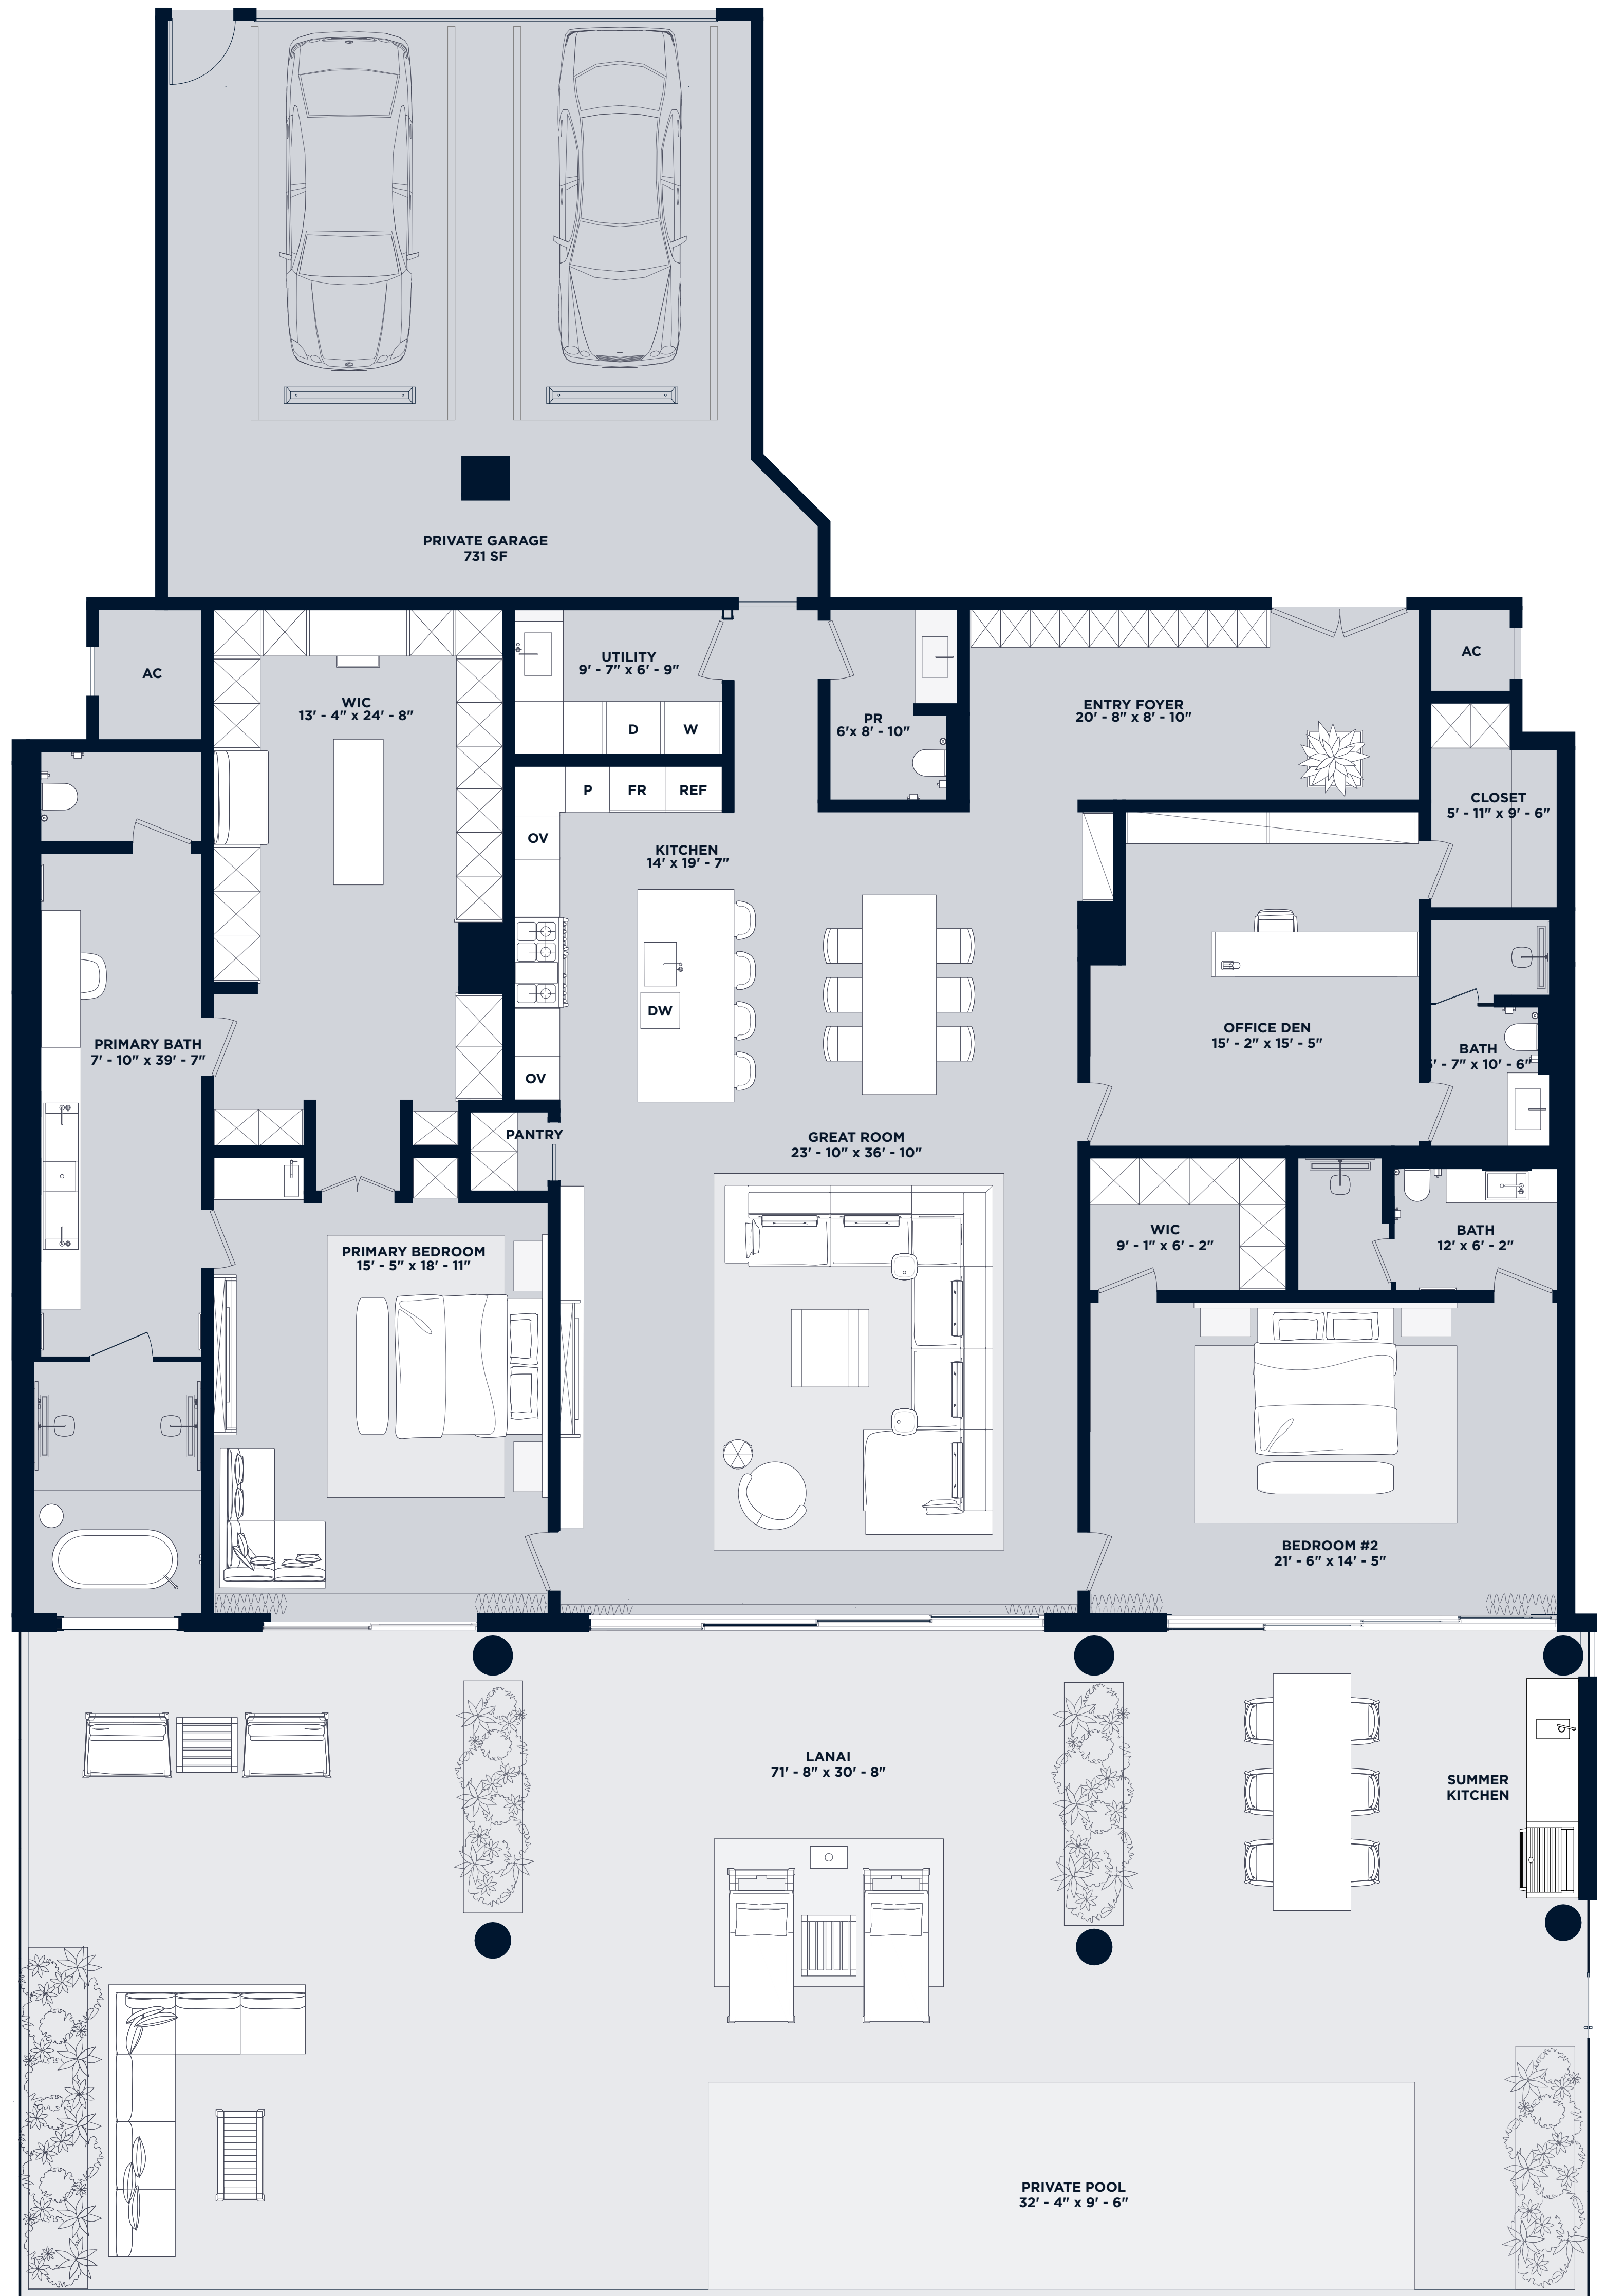 PRIVATE GARAGE
731 SF
AC
WIC
13' - 4" x 24' - 8"
UTILITY
9' - 7" x 6' - 9"
D
W
PR
6'x 8' - 10"
ENTRY FOYER
20' - 8" x 8' - 10"
AC
P
FR
REF
OV
KITCHEN
14' x 19' - 7"
CLOSET
5' - 11" x 9' - 6"
DW
OV
PRIMARY BATH
7' - 10" x 39' - 7"
OFFICE DEN
15' - 2" x 15' - 5"
BATH
' - 7" x 10' - 6"
PANTRY
GREAT ROOM
23' - 10" x 36' - 10"
PRIMARY BEDROOM
15' - 5" x 18' - 11"
WIC
9' - 1" x 6' - 2"
BATH
12' x 6' - 2"
BEDROOM #2
21' - 6" x 14' - 5"
LANAI
71' - 8" x 30' - 8"
SUMMER
KITCHEN
PRIVATE POOL
32' - 4" x 9' - 6"